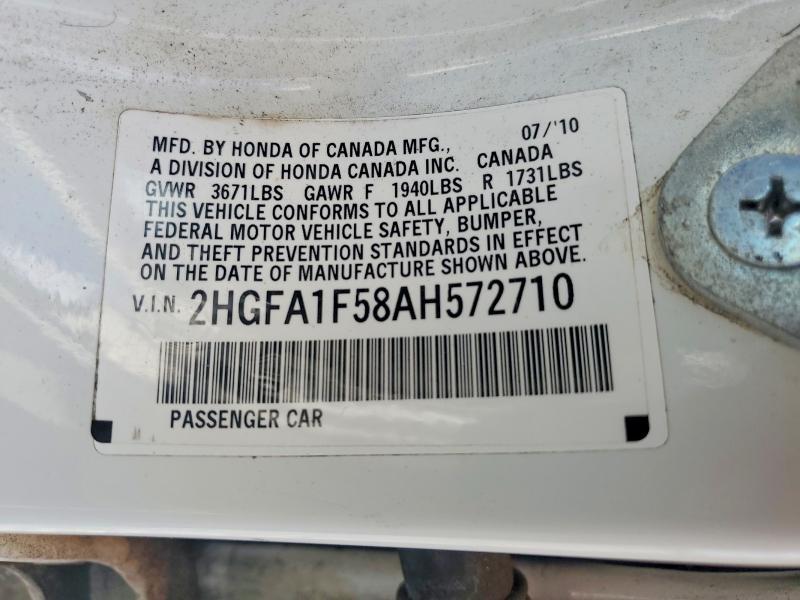 MFD. BY HONDA OF CANADA MFG., 07/'10
A DIVISION OF HONDA CANADA INC. CANADA
GVWR 3671LBS GAWR F 1940LBS R 1731LBS
THIS VEHICLE CONFORMS TO ALL APPLICABLE
FEDERAL MOTOR VEHICLE SAFETY, BUMPER,
AND THEFT PREVENTION STANDARDS IN EFFECT
ON THE DATE OF MANUFACTURE SHOWN ABOVE.
V.I.N. 2HGFA1F58AH572710
PASSENGER CAR